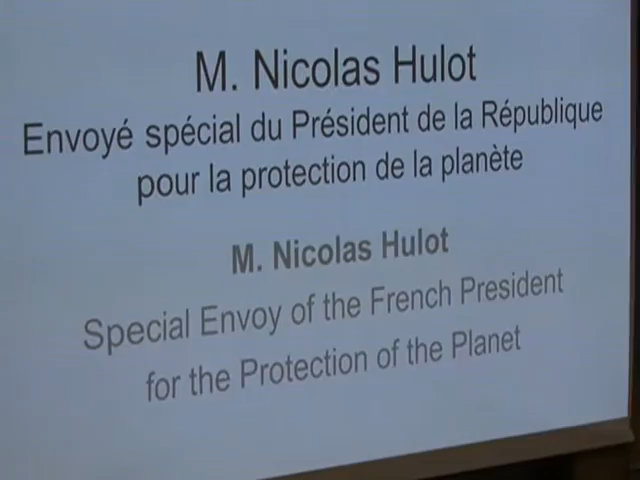 M. Nicolas Hulot
Envoyé spécial du Président de la République
pour la protection de la planète
M. Nicolas Hulot
Special Envoy of the French President
for the Protection of the Planet